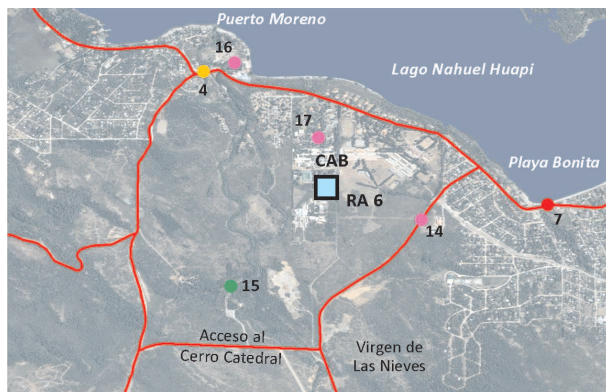 Puerto Moreno
16
Lago Nahuel Huapi
4
17
CAB
Playa Bonita
RA 6
7
14
15
Acceso al
Cerro Catedral
Virgen de
Las Nieves